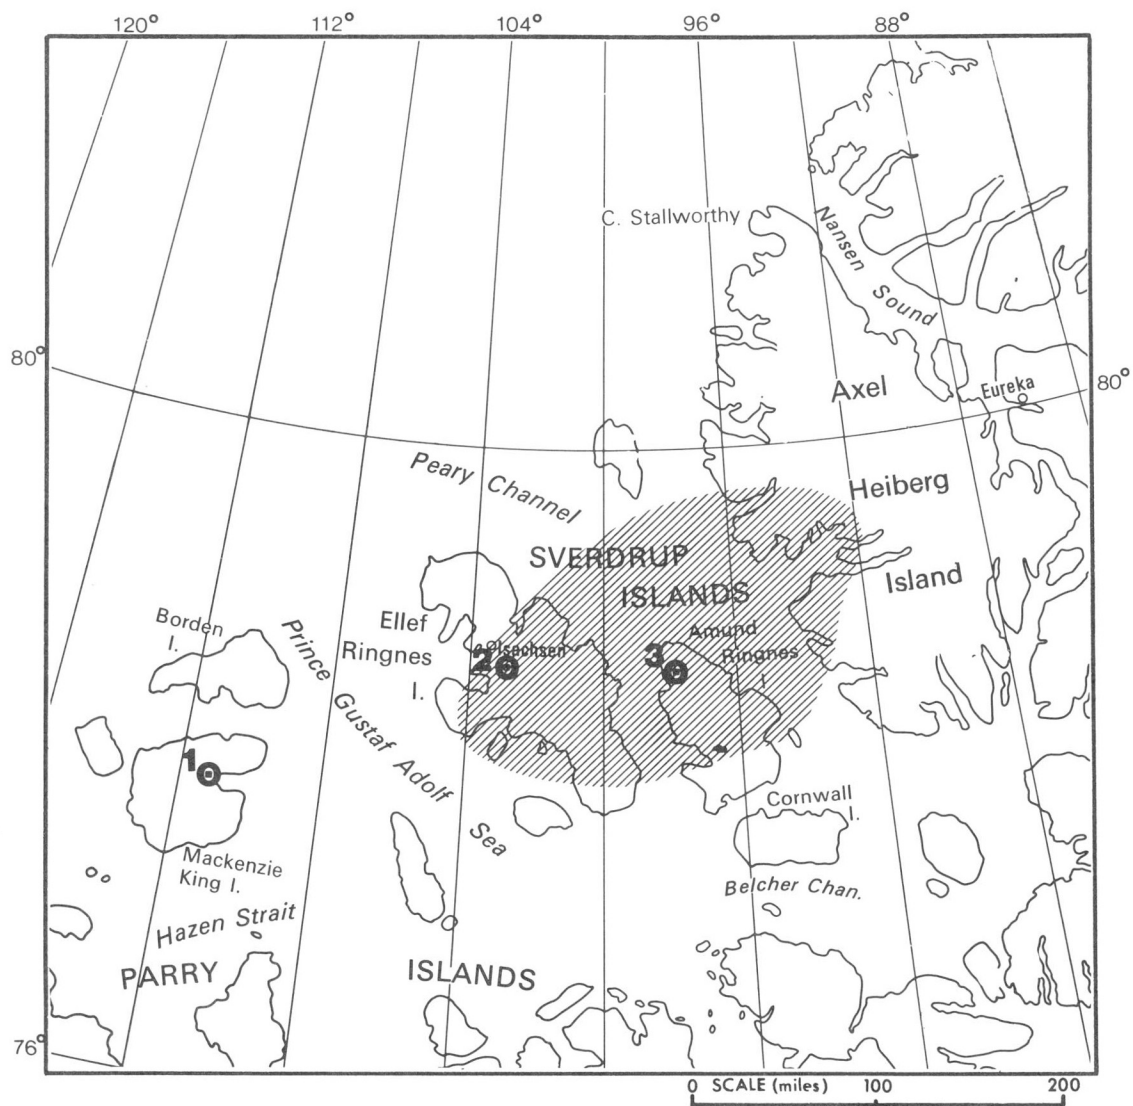 120° 112° 104° 96° 88°
C. Stallworthy
Nansen Sound
80°
80°
Axel
Eureka
Peary Channel
Heiberg
SVERDRUP
ISLANDS
Island
Borden
I.
Prince
Gustaf Adolf
Sea
Ellef
Ringnes
I.
2
Oisachsen
3
Amund
Ringnes
I
1
Mackenzie
King I.
Cornwall
I.
Belcher Chan.
Hazen Strait
PARRY ISLANDS
76°
0 SCALE (miles) 100 200